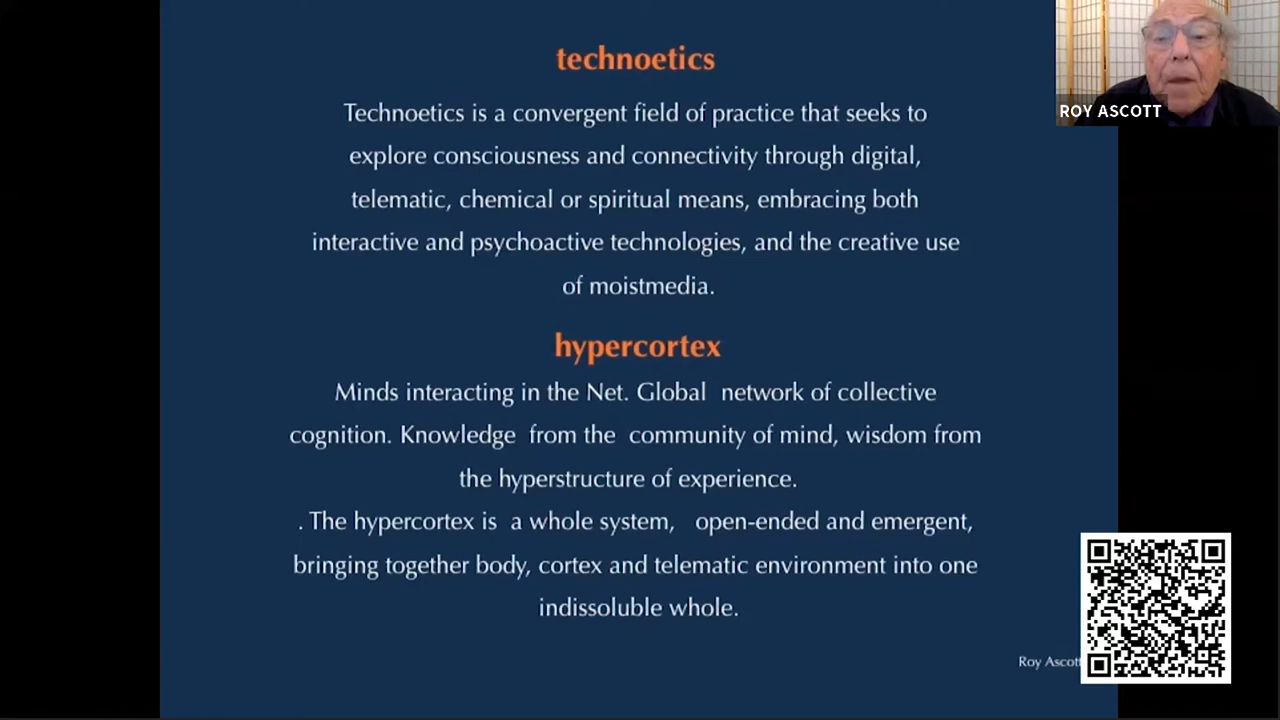 technoetics
Technoetics is a convergent field of practice that seeks to
explore consciousness and connectivity through digital,
telematic, chemical or spiritual means, embracing both
interactive and psychoactive technologies, and the creative use
of moistmedia.
hypercortex
Minds interacting in the Net. Global  network of collective
cognition. Knowledge  from the  community of mind, wisdom from
the hyperstructure of experience.
. The hypercortex is  a whole system,   open-ended and emergent,
bringing together body, cortex and telematic environment into one
indissoluble whole.
Roy Ascott
ROY ASCOTT